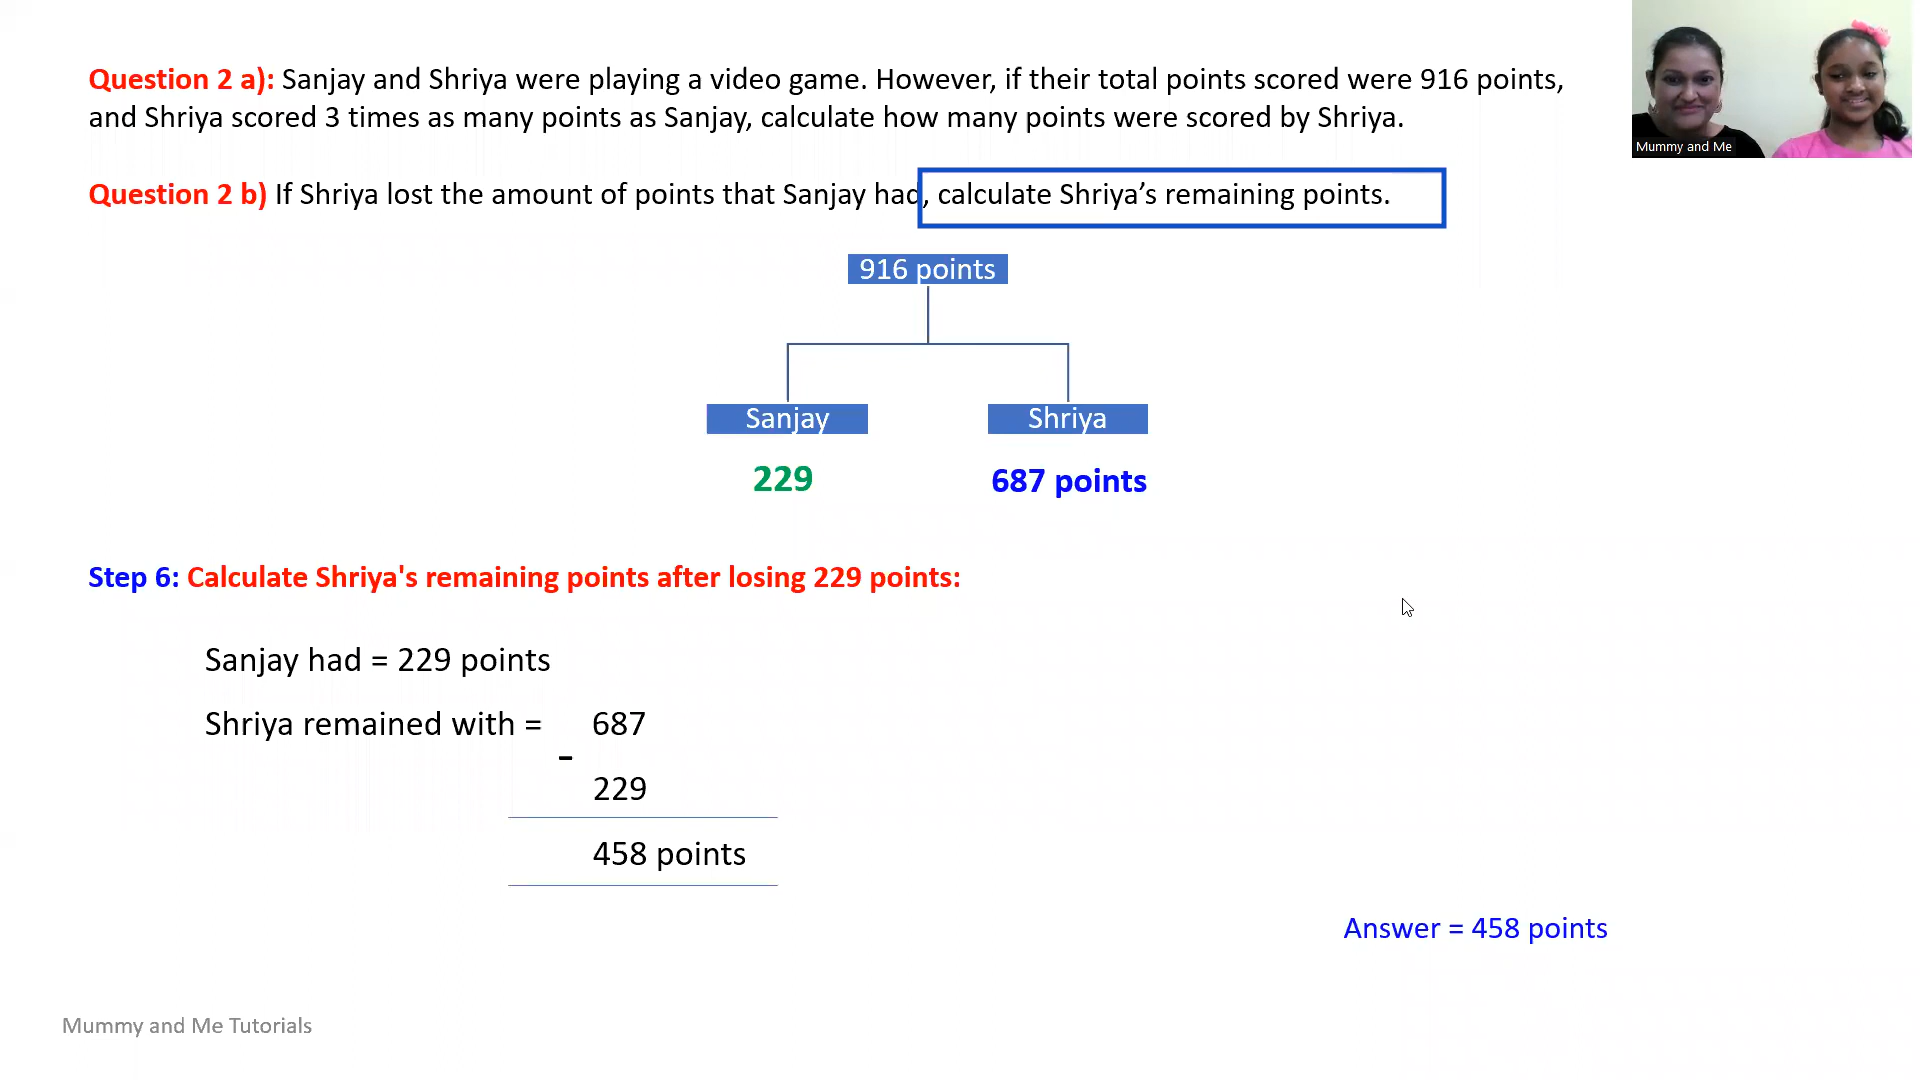 Question 2 a): Sanjay and Shriya were playing a video game. However, if their total points scored were 916 points,
and Shriya scored 3 times as many points as Sanjay, calculate how many points were scored by Shriya.
Mummy and Me
Question 2 b) If Shriya lost the amount of points that Sanjay had, calculate Shriya’s remaining points.
916 points
Sanjay
Shriya
229
687 points
Step 6: Calculate Shriya's remaining points after losing 229 points:
Sanjay had = 229 points
Shriya remained with = 687
-
229
458 points
Answer = 458 points
Mummy and Me Tutorials